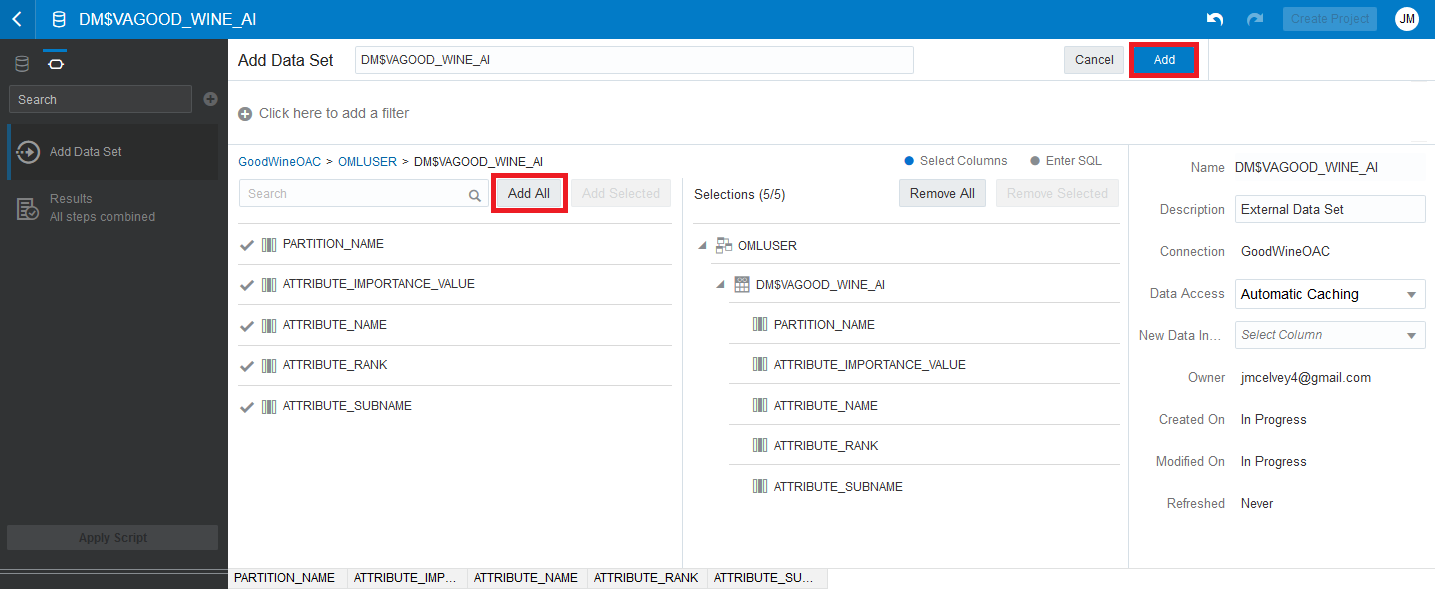 DM$VAGOOD_WINE_AI
Create Project
JM
Search
Add Data Set
Results
All steps combined
Apply Script
Add Data Set
DM$VAGOOD_WINE_AI
Cancel
Add
Click here to add a filter
GoodWineOAC > OMLUSER > DM$VAGOOD_WINE_AI
Select Columns
Enter SQL
Search
Add All
Add Selected
Selections (5/5)
Remove All
Remove Selected
PARTITION_NAME
ATTRIBUTE_IMPORTANCE_VALUE
ATTRIBUTE_NAME
ATTRIBUTE_RANK
ATTRIBUTE_SUBNAME
OMLUSER
DM$VAGOOD_WINE_AI
PARTITION_NAME
ATTRIBUTE_IMPORTANCE_VALUE
ATTRIBUTE_NAME
ATTRIBUTE_RANK
ATTRIBUTE_SUBNAME
Name DM$VAGOOD_WINE_AI
Description External Data Set
Connection GoodWineOAC
Data Access Automatic Caching
New Data In... Select Column
Owner jmcelvey4@gmail.com
Created On In Progress
Modified On In Progress
Refreshed Never
PARTITION_NAME ATTRIBUTE_IMP... ATTRIBUTE_NAME ATTRIBUTE_RANK ATTRIBUTE_SU...